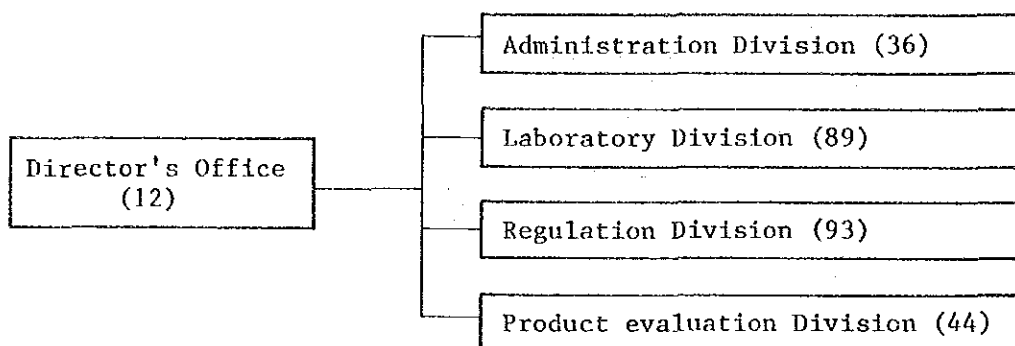 Administration Division (36)
Laboratory Division (89)
Director's Office
(12)
Regulation Division (93)
Product evaluation Division (44)